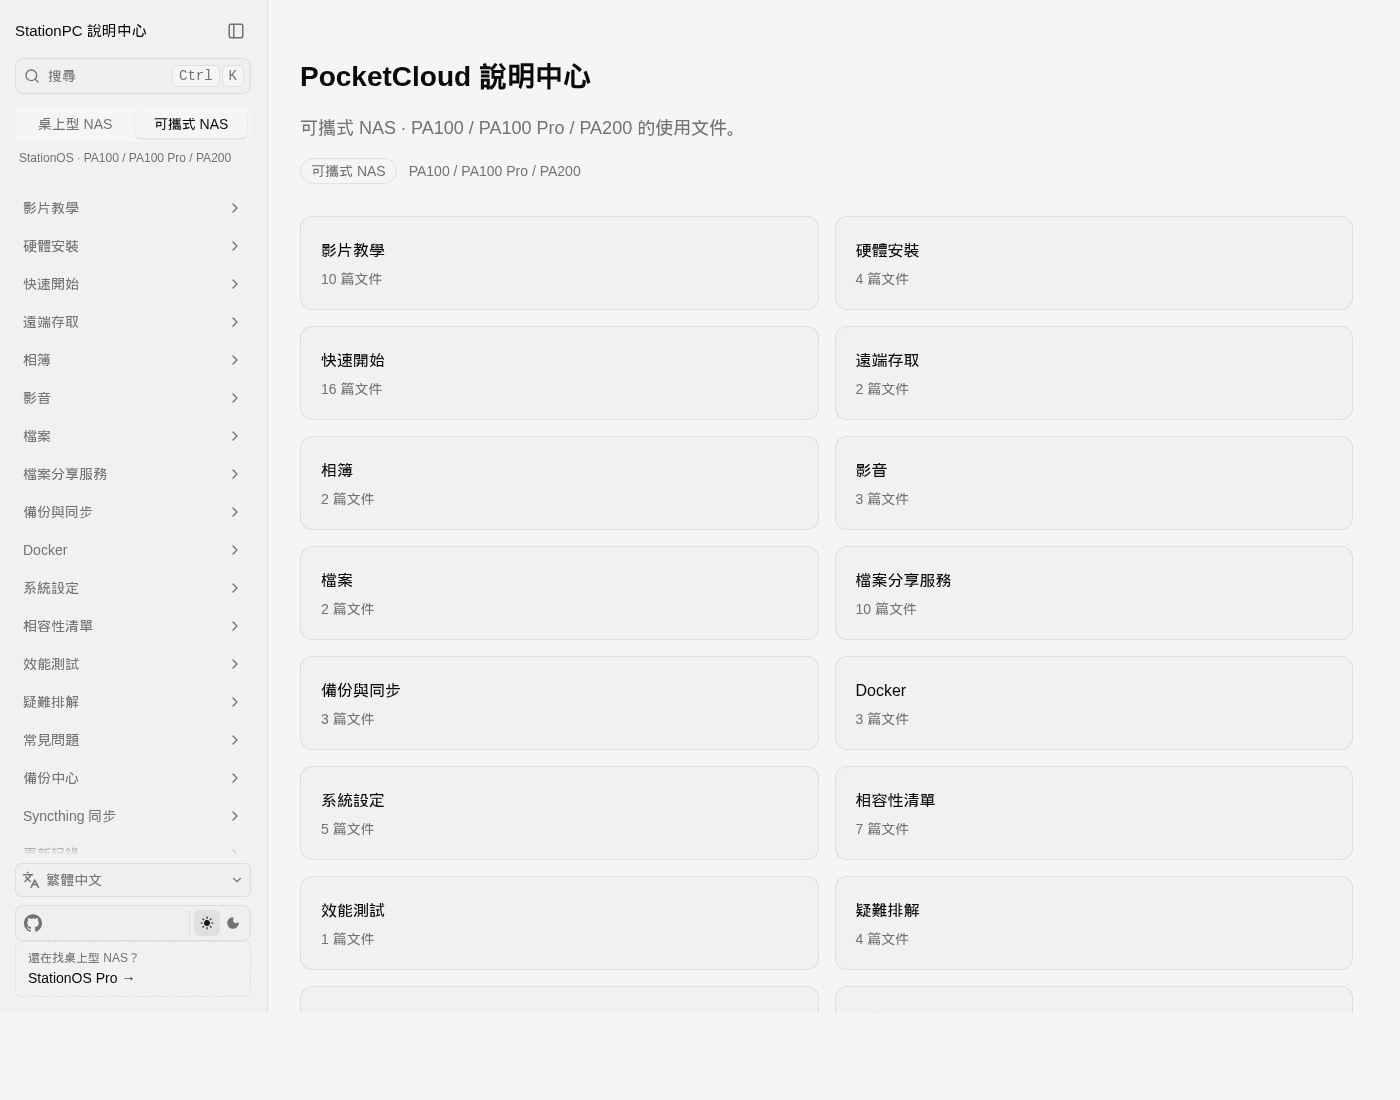 StationPC 說明中心
搜尋 Ctrl K
桌上型 NAS 可攜式 NAS
StationOS · PA100 / PA100 Pro / PA200
影片教學
硬體安裝
快速開始
遠端存取
相簿
影音
檔案
檔案分享服務
備份與同步
Docker
系統設定
相容性清單
效能測試
疑難排解
常見問題
備份中心
Syncthing 同步
更新記錄
繁體中文
還在找桌上型 NAS？
StationOS Pro →
PocketCloud 說明中心
可攜式 NAS · PA100 / PA100 Pro / PA200 的使用文件。
可攜式 NAS PA100 / PA100 Pro / PA200
影片教學
10 篇文件
硬體安裝
4 篇文件
快速開始
16 篇文件
遠端存取
2 篇文件
相簿
2 篇文件
影音
3 篇文件
檔案
2 篇文件
檔案分享服務
10 篇文件
備份與同步
3 篇文件
Docker
3 篇文件
系統設定
5 篇文件
相容性清單
7 篇文件
效能測試
1 篇文件
疑難排解
4 篇文件